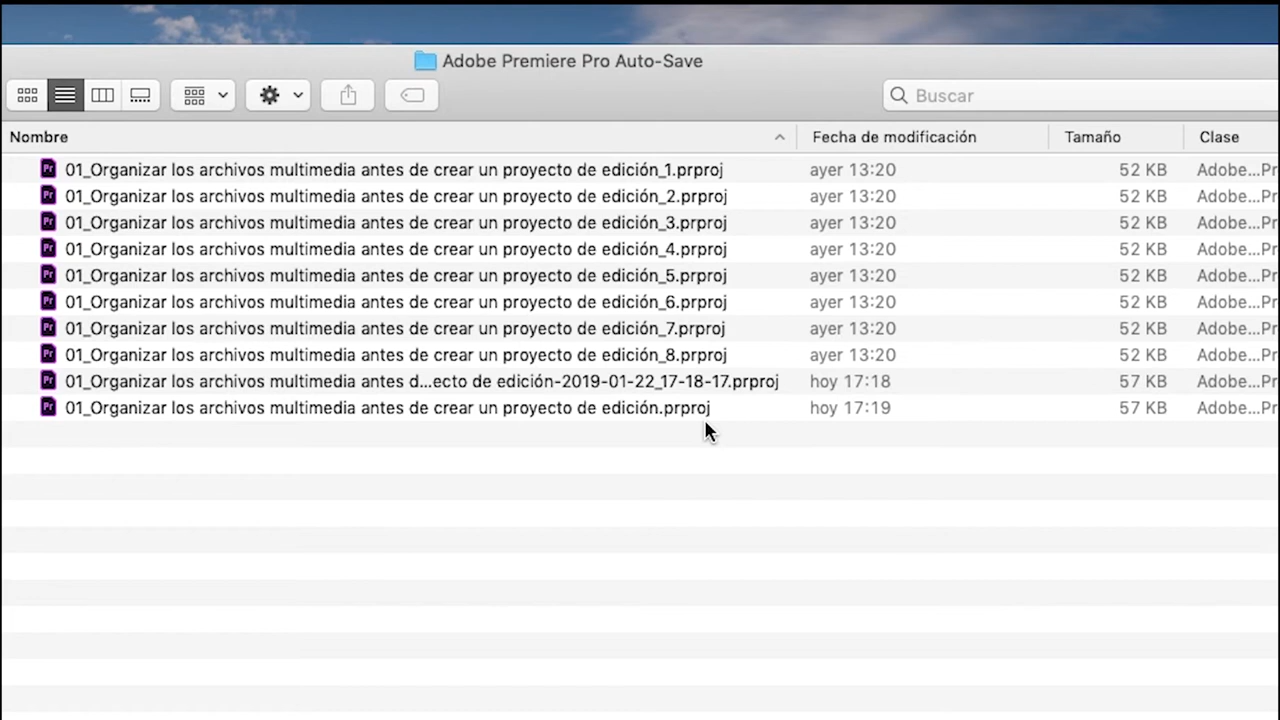 Adobe Premiere Pro Auto-Save
Buscar
Nombre Fecha de modificación Tamaño Clase
Pr 01_Organizar los archivos multimedia antes de crear un proyecto de edición_1.prproj ayer 13:20 52 KB Adobe...Pr
Pr 01_Organizar los archivos multimedia antes de crear un proyecto de edición_2.prproj ayer 13:20 52 KB Adobe...Pr
Pr 01_Organizar los archivos multimedia antes de crear un proyecto de edición_3.prproj ayer 13:20 52 KB Adobe...Pr
Pr 01_Organizar los archivos multimedia antes de crear un proyecto de edición_4.prproj ayer 13:20 52 KB Adobe...Pr
Pr 01_Organizar los archivos multimedia antes de crear un proyecto de edición_5.prproj ayer 13:20 52 KB Adobe...Pr
Pr 01_Organizar los archivos multimedia antes de crear un proyecto de edición_6.prproj ayer 13:20 52 KB Adobe...Pr
Pr 01_Organizar los archivos multimedia antes de crear un proyecto de edición_7.prproj ayer 13:20 52 KB Adobe...Pr
Pr 01_Organizar los archivos multimedia antes de crear un proyecto de edición_8.prproj ayer 13:20 52 KB Adobe...Pr
Pr 01_Organizar los archivos multimedia antes d...ecto de edición-2019-01-22_17-18-17.prproj hoy 17:18 57 KB Adobe...Pr
Pr 01_Organizar los archivos multimedia antes de crear un proyecto de edición.prproj hoy 17:19 57 KB Adobe...Pr